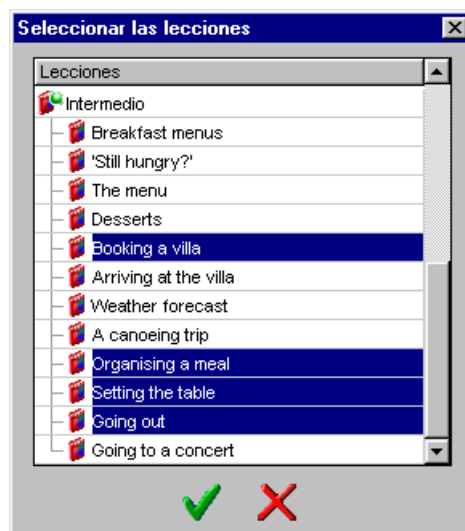 Seleccionar las lecciones
Lecciones
Intermedio
Breakfast menus
'Still hungry?'
The menu
Desserts
Booking a villa
Arriving at the villa
Weather forecast
A canoeing trip
Organising a meal
Setting the table
Going out
Going to a concert